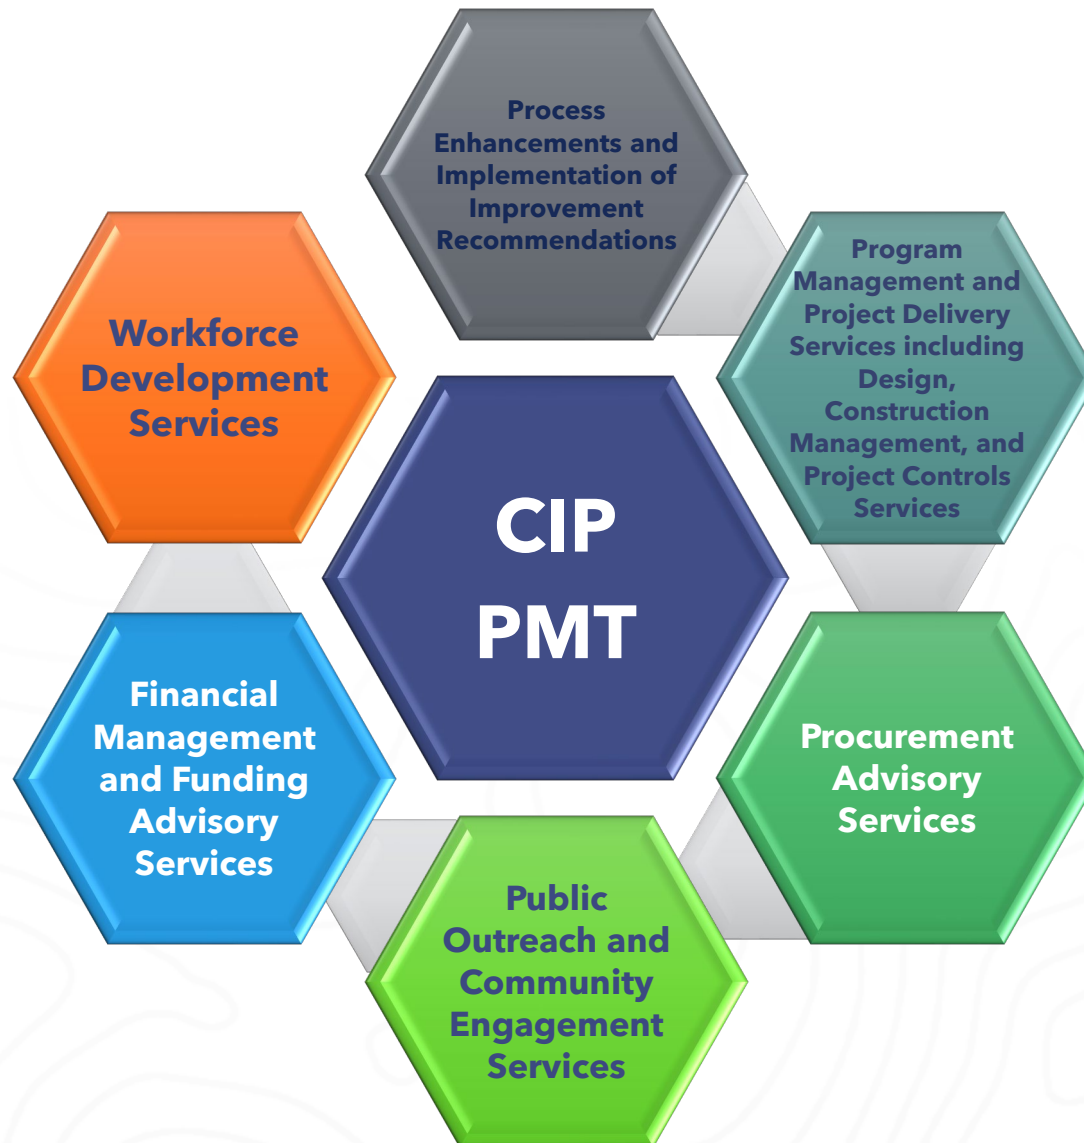 Process
Enhancements and
Implementation of
Improvement
Recommendations
Program
Management and
Project Delivery
Services including
Design,
Construction
Management, and
Project Controls
Services
Workforce
Development
Services
CIP
PMT
Financial
Management
and Funding
Advisory
Services
Procurement
Advisory
Services
Public
Outreach and
Community
Engagement
Services